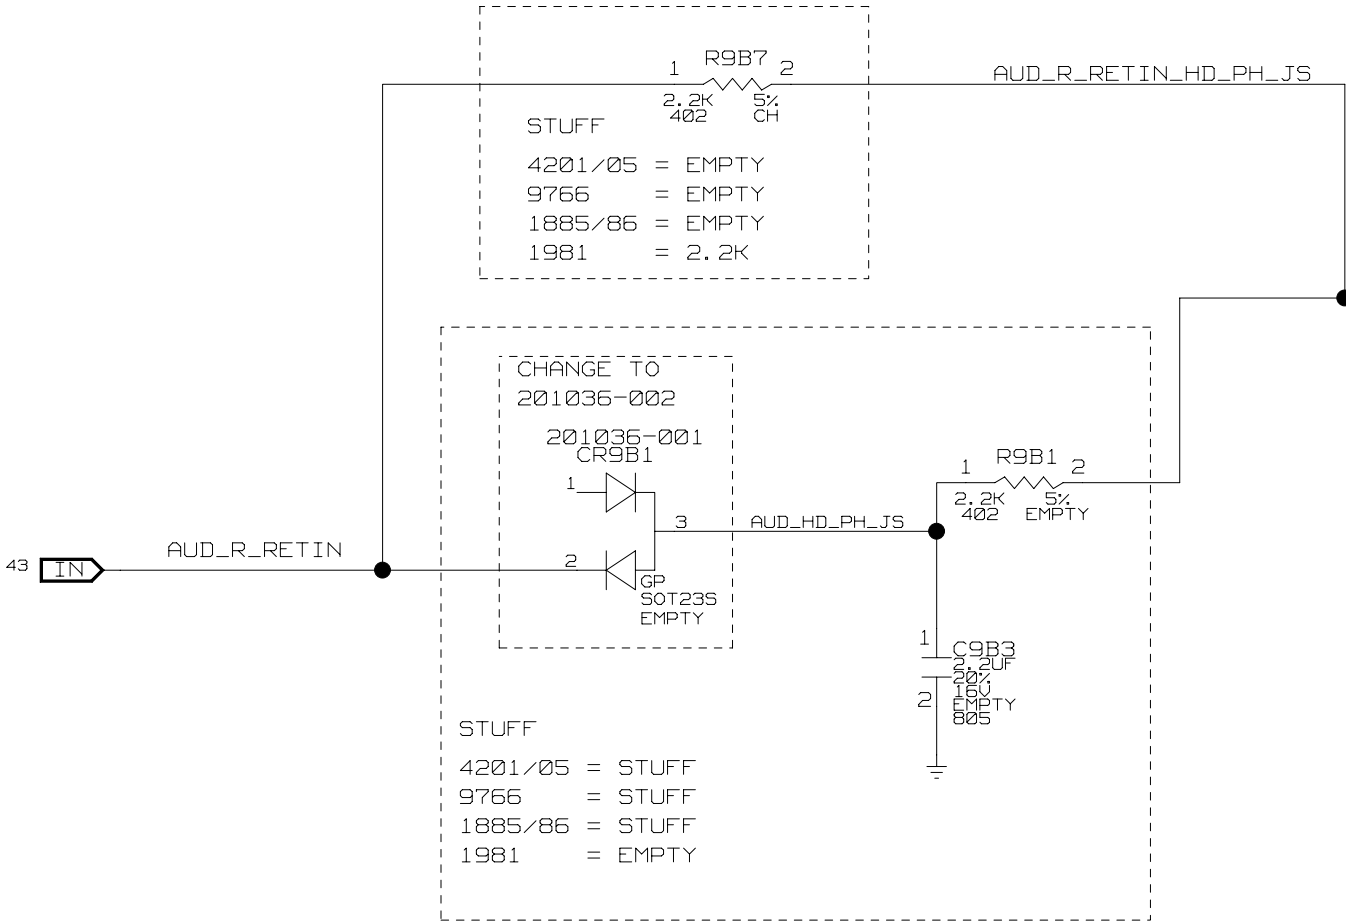 R9B7
1 2
AUD_R_RETIN_HD_PH_JS
2.2K 5%
402 CH
STUFF
4201/05 = EMPTY
9766 = EMPTY
1885/86 = EMPTY
1981 = 2.2K
CHANGE TO
201036-002
201036-001
CR9B1
1
3
2
GP
SOT23S
EMPTY
AUD_HD_PH_JS
R9B1
1 2
2.2K 5%
402 EMPTY
43 IN
AUD_R_RETIN
1
C9B3
2.2UF
20%
16V
2
EMPTY
805
STUFF
4201/05 = STUFF
9766 = STUFF
1885/86 = STUFF
1981 = EMPTY